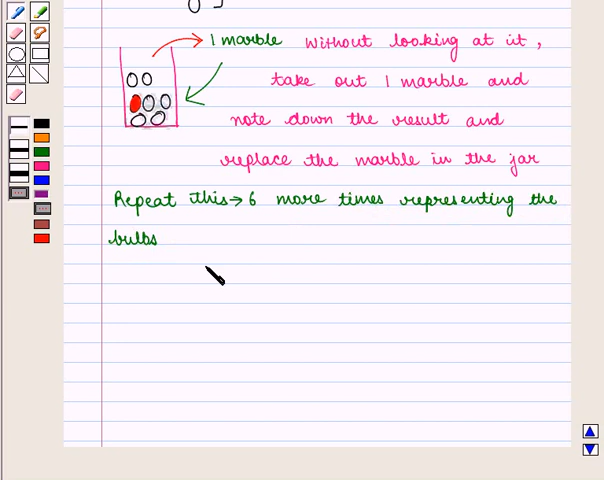 1 marble without looking at it,
take out 1 marble and
note down the result and
replace the marble in the jar
Repeat this → 6 more times representing the
bulbs